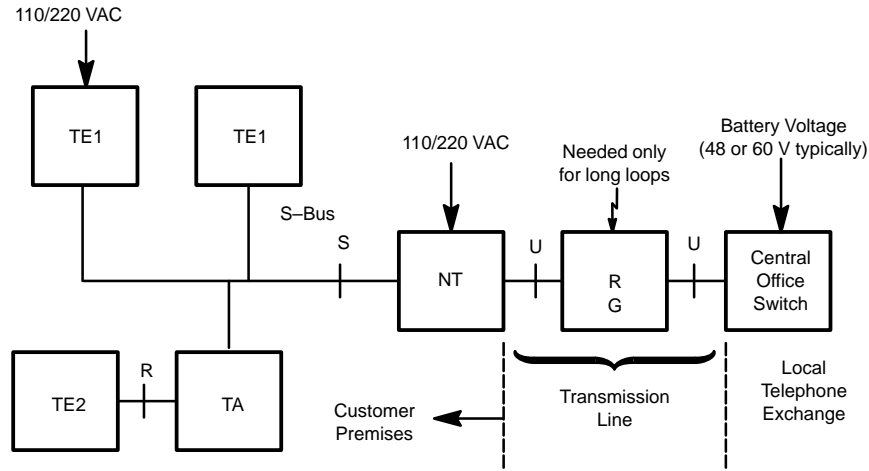 110/220 VAC
TE1
TE1
110/220 VAC
Needed only
for long loops
Battery Voltage
(48 or 60 V typically)
S–Bus
S
NT
U
R
G
U
Central
Office
Switch
TE2
R
TA
Customer
Premises
Transmission
Line
Local
Telephone
Exchange